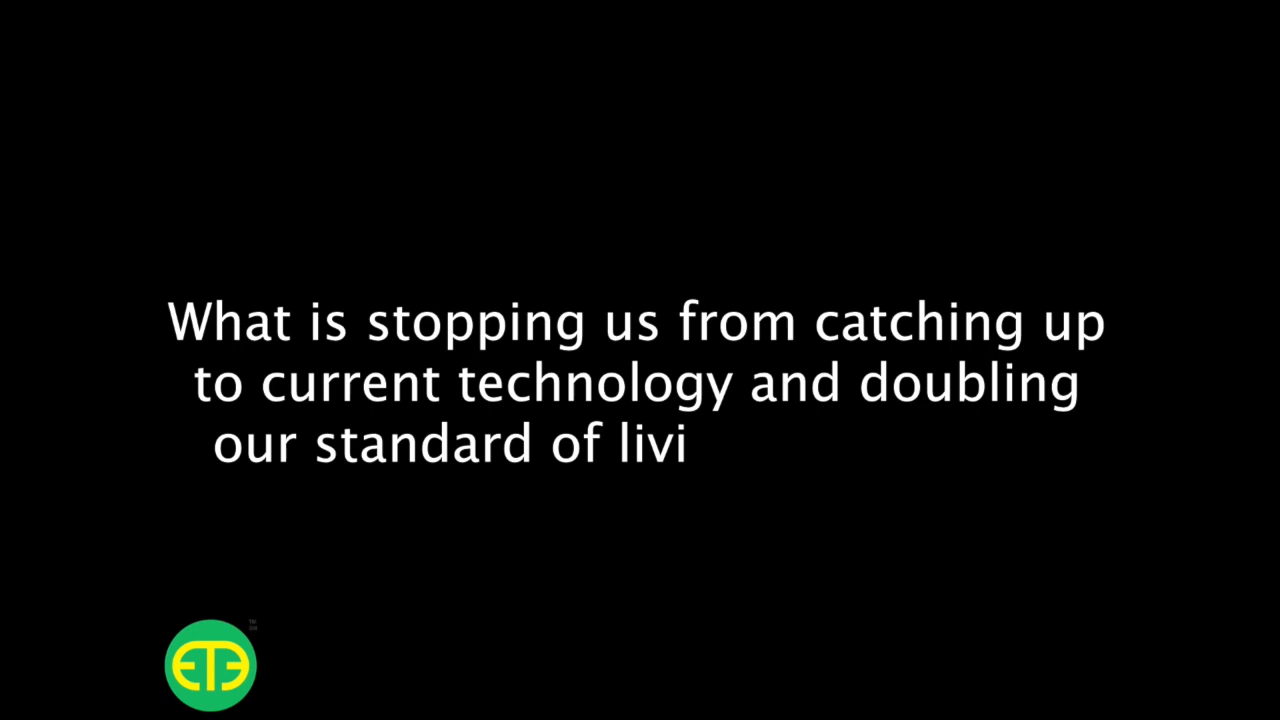 What is stopping us from catching up
to current technology and doubling
our standard of livi